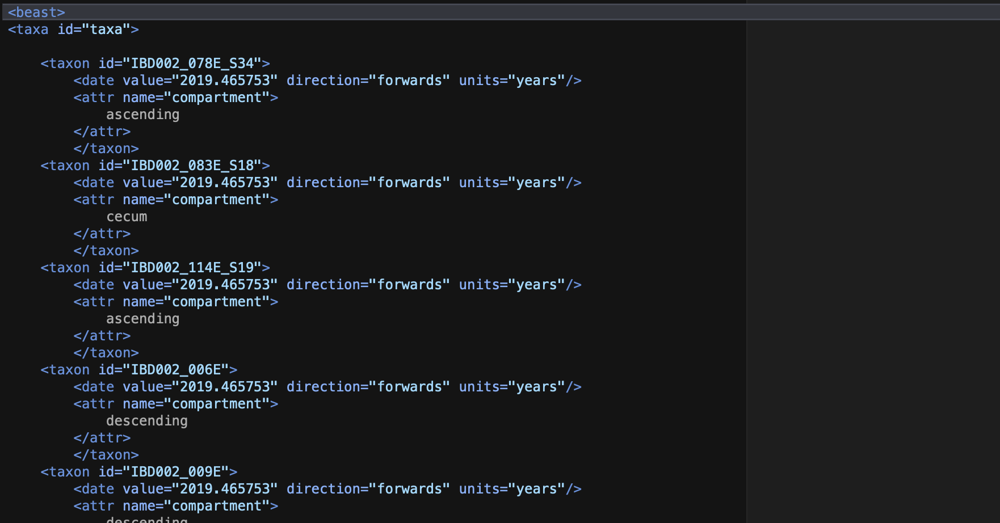 <beast>
<taxa id="taxa">
<taxon id="IBD002_078E_S34">
<date value="2019.465753" direction="forwards" units="years"/>
<attr name="compartment">
ascending
</attr>
</taxon>
<taxon id="IBD002_083E_S18">
<date value="2019.465753" direction="forwards" units="years"/>
<attr name="compartment">
cecum
</attr>
</taxon>
<taxon id="IBD002_114E_S19">
<date value="2019.465753" direction="forwards" units="years"/>
<attr name="compartment">
ascending
</attr>
</taxon>
<taxon id="IBD002_006E">
<date value="2019.465753" direction="forwards" units="years"/>
<attr name="compartment">
descending
</attr>
</taxon>
<taxon id="IBD002_009E">
<date value="2019.465753" direction="forwards" units="years"/>
<attr name="compartment">
descending